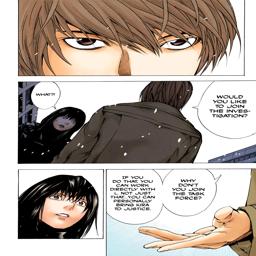 WHAT?!
WOULD
YOU LIKE
TO JOIN
THE INVES-
TIGATION?
IF YOU DO
THAT, YOU
CAN WORK
DIRECTLY WITH
L. NOT JUST
THAT, YOU CAN
PERSONALLY
BRING KIRA
TO JUSTICE.
WHY
DON'T
YOU JOIN
THE TASK
FORCE?